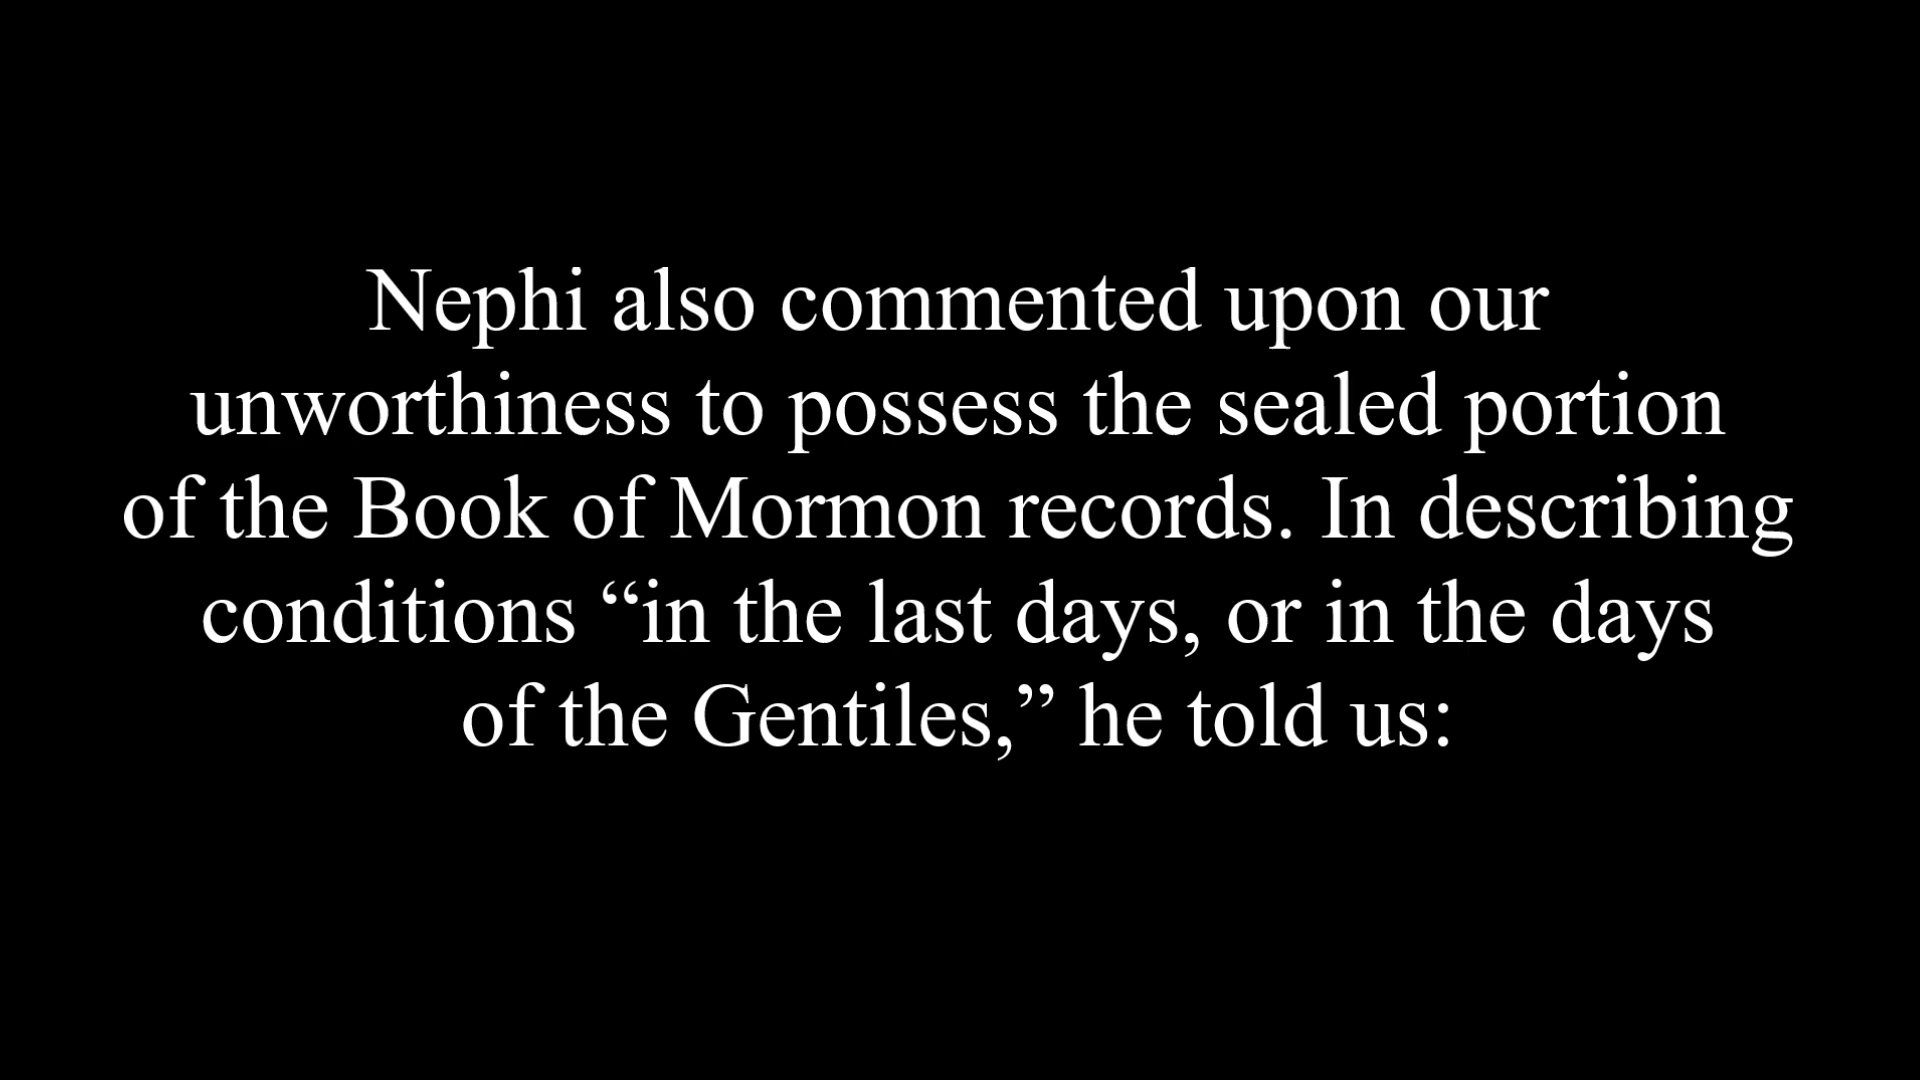 Nephi also commented upon our
unworthiness to possess the sealed portion
of the Book of Mormon records. In describing
conditions “in the last days, or in the days
of the Gentiles,” he told us: